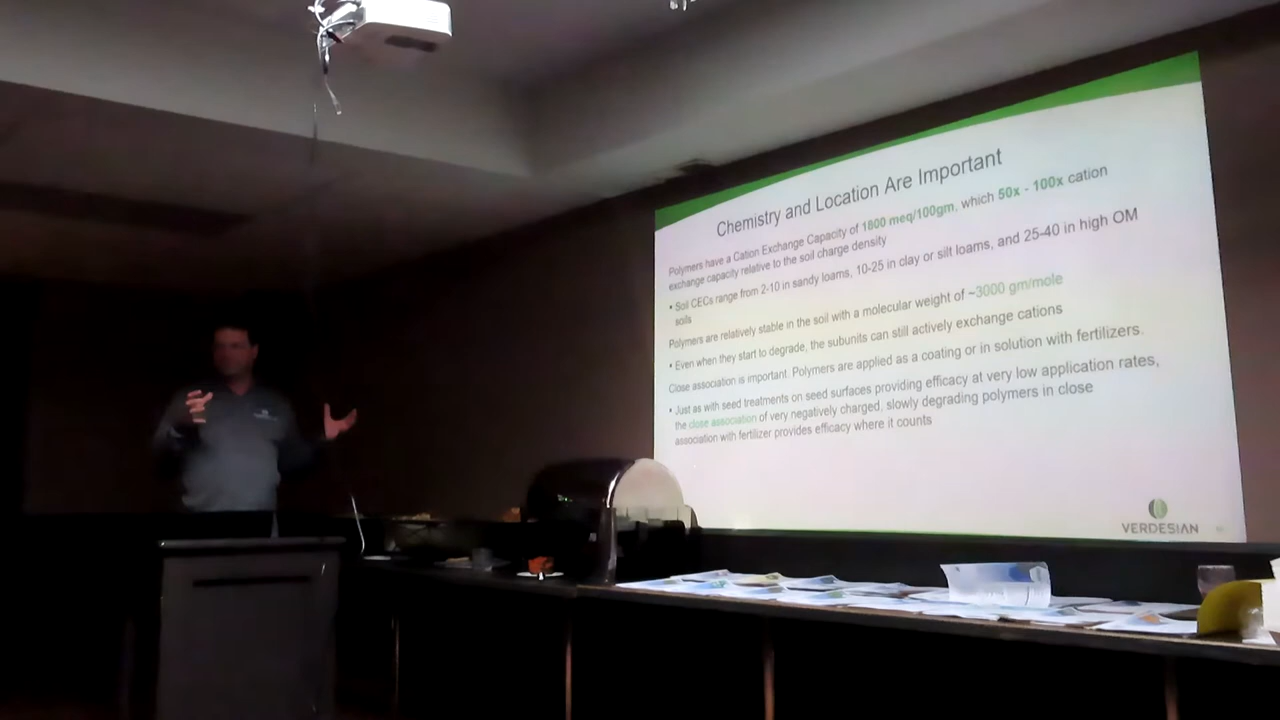 Chemistry and Location Are Important
Polymers have a Cation Exchange Capacity of 1800 meq/100gm, which 50x - 100x cation
exchange capacity relative to the soil charge density
• Soil CECs range from 2-10 in sandy loams, 10-25 in clay or silt loams, and 25-40 in high OM
soils
Polymers are relatively stable in the soil with a molecular weight of ~3000 gm/mole
• Even when they start to degrade, the subunits can still actively exchange cations
Close association is important. Polymers are applied as a coating or in solution with fertilizers.
• Just as with seed treatments on seed surfaces providing efficacy at very low application rates,
the close association of very negatively charged, slowly degrading polymers in close
association with fertilizer provides efficacy where it counts
VERDESIAN